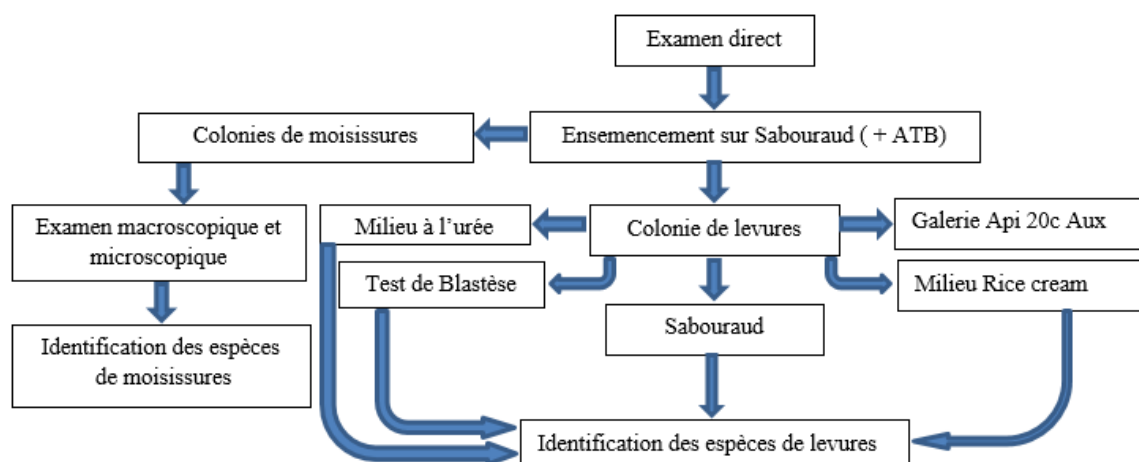 Examen direct
Colonies de moisissures
Ensemencement sur Sabouraud ( + ATB)
Examen macroscopique et
microscopique
Milieu à l'urée
Colonie de levures
Galerie Api 20c Aux
Test de Blastèse
Milieu Rice cream
Sabouraud
Identification des espèces
de moisissures
Identification des espèces de levures